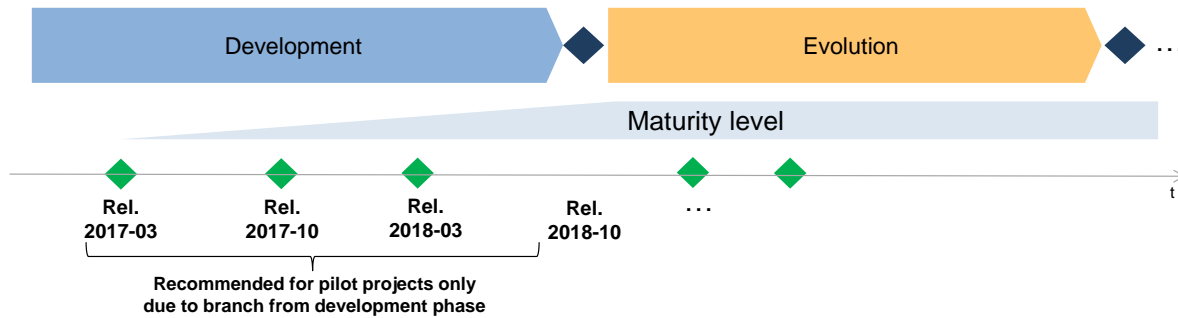 Development
Evolution
...
Maturity level
t
Rel.
2017-03
Rel.
2017-10
Rel.
2018-03
Rel.
2018-10
...
Recommended for pilot projects only
due to branch from development phase